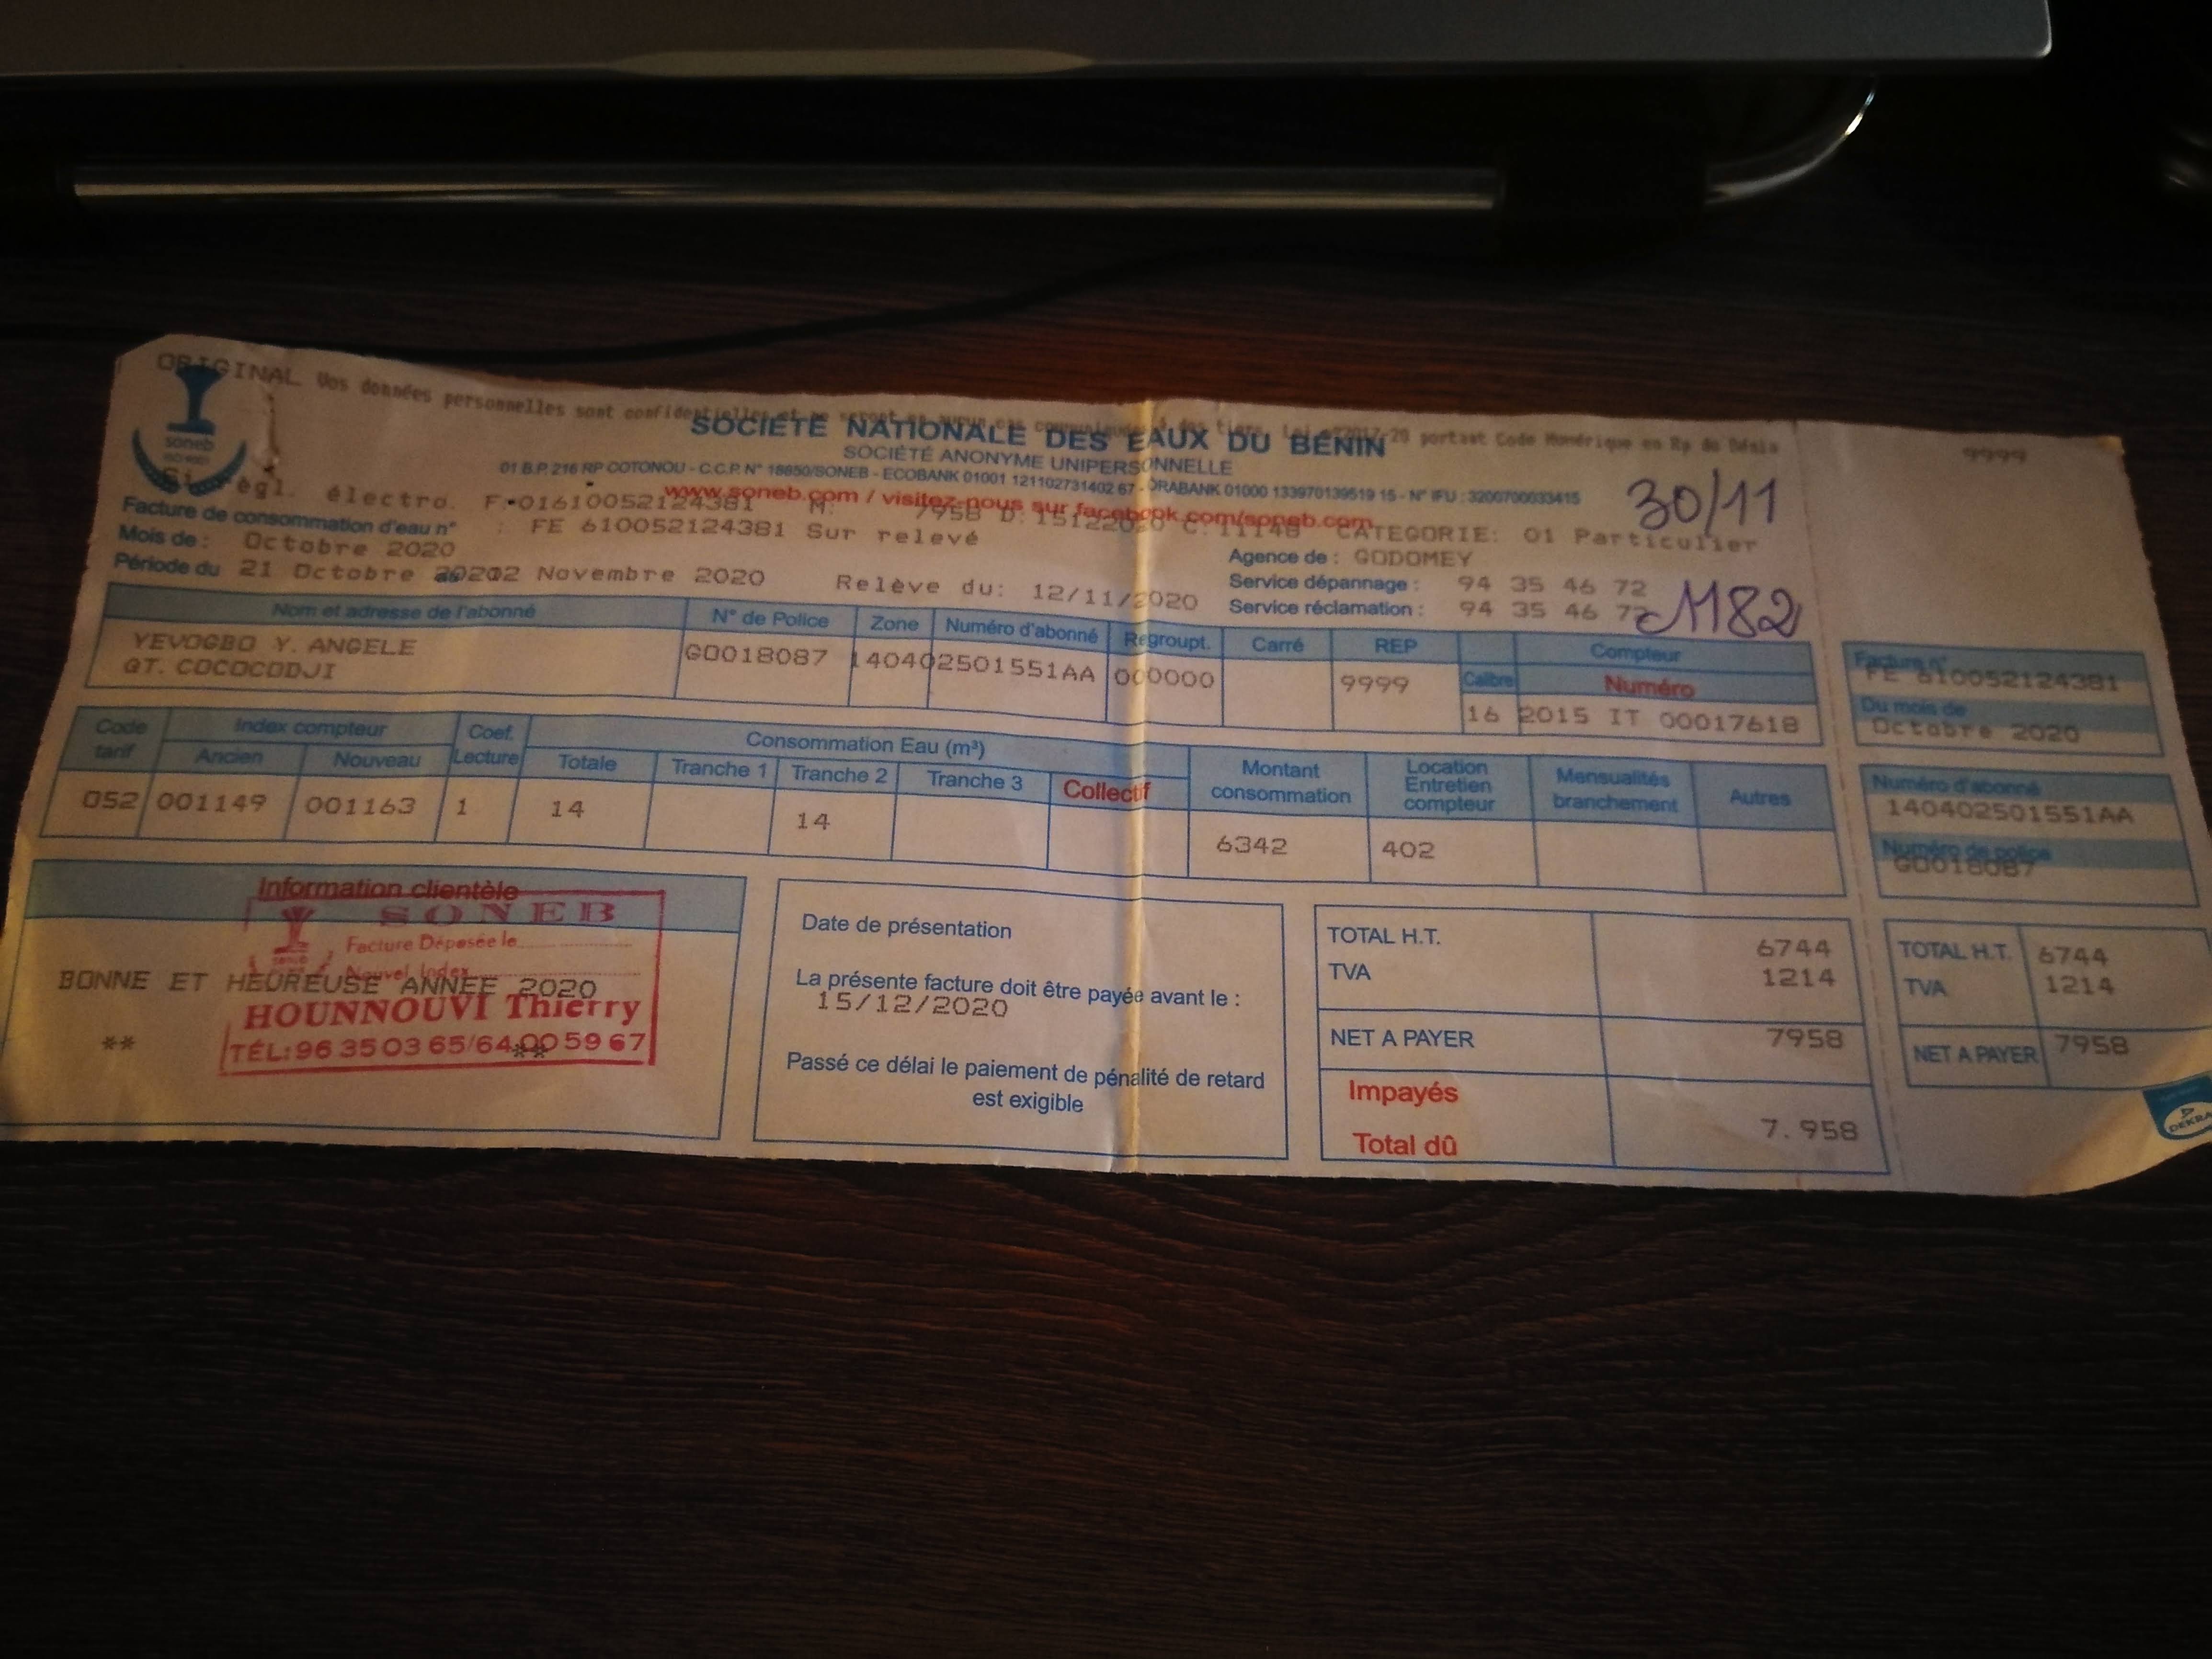 ORIGINAL Vos données personnelles sont confidentielles et ne seront en aucun cas communiquées à des tiers. Loi 2017-20 portant Code Numérique en Rp du Bénin
9999
SOCIÉTÉ NATIONALE DES EAUX DU BÉNIN
SOCIÉTÉ ANONYME UNIPERSONNELLE
01 B.P. 216 RP COTONOU - C.C.P. N° 18650/SONEB - ECOBANK 01001 121102731402 67 - ORABANK 01000 133970139519 15 - N° IFU : 3200700033415
soneb
www.soneb.com / visitez-nous sur facebook.com/soneb.com
Si règl. électro. F:01610052124381 M: 7958 D: 15122020 C: 11148 CATEGORIE: 01 Particulier
30/11
Facture de consommation d'eau n° : FE 610052124381 Sur relevé
Mois de : Octobre 2020
Agence de : GODOMEY
Période du 21 Octobre 2020 au 12 Novembre 2020 Relève du: 12/11/2020
Service dépannage : 94 35 46 72
Service réclamation : 94 35 46 72
1182
Nom et adresse de l'abonné N° de Police Zone Numéro d'abonné Regroupt. Carré REP Compteur
Calibre Numéro
YEVOGBO Y. ANGELE G0018087 140402501551AA 000000 9999 16 2015 IT 00017618
QT. COCOCODJI
Facture n°
FE 610052124381
Du mois de
Octobre 2020
Code tarif Index compteur Coef. Lecture Consommation Eau (m³) Montant consommation Location Entretien compteur Mensualités branchement Autres
Ancien Nouveau Totale Tranche 1 Tranche 2 Tranche 3 Collectif
052 001149 001163 1 14 14 6342 402
Numéro d'abonné
140402501551AA
Numéro de police
G0018087
Information clientèle
SONEB
Facture Déposée le
Nouvel Index
BONNE ET HEUREUSE ANNEE 2020
HOUNNOUVI Thierry
TÉL: 96 35 03 65/64 00 59 67
** **
Date de présentation
La présente facture doit être payée avant le :
15/12/2020
Passé ce délai le paiement de pénalité de retard
est exigible
TOTAL H.T. 6744
TVA 1214
NET A PAYER 7958
Impayés
Total dû 7.958
TOTAL H.T. 6744
TVA 1214
NET A PAYER 7958
DEKRA